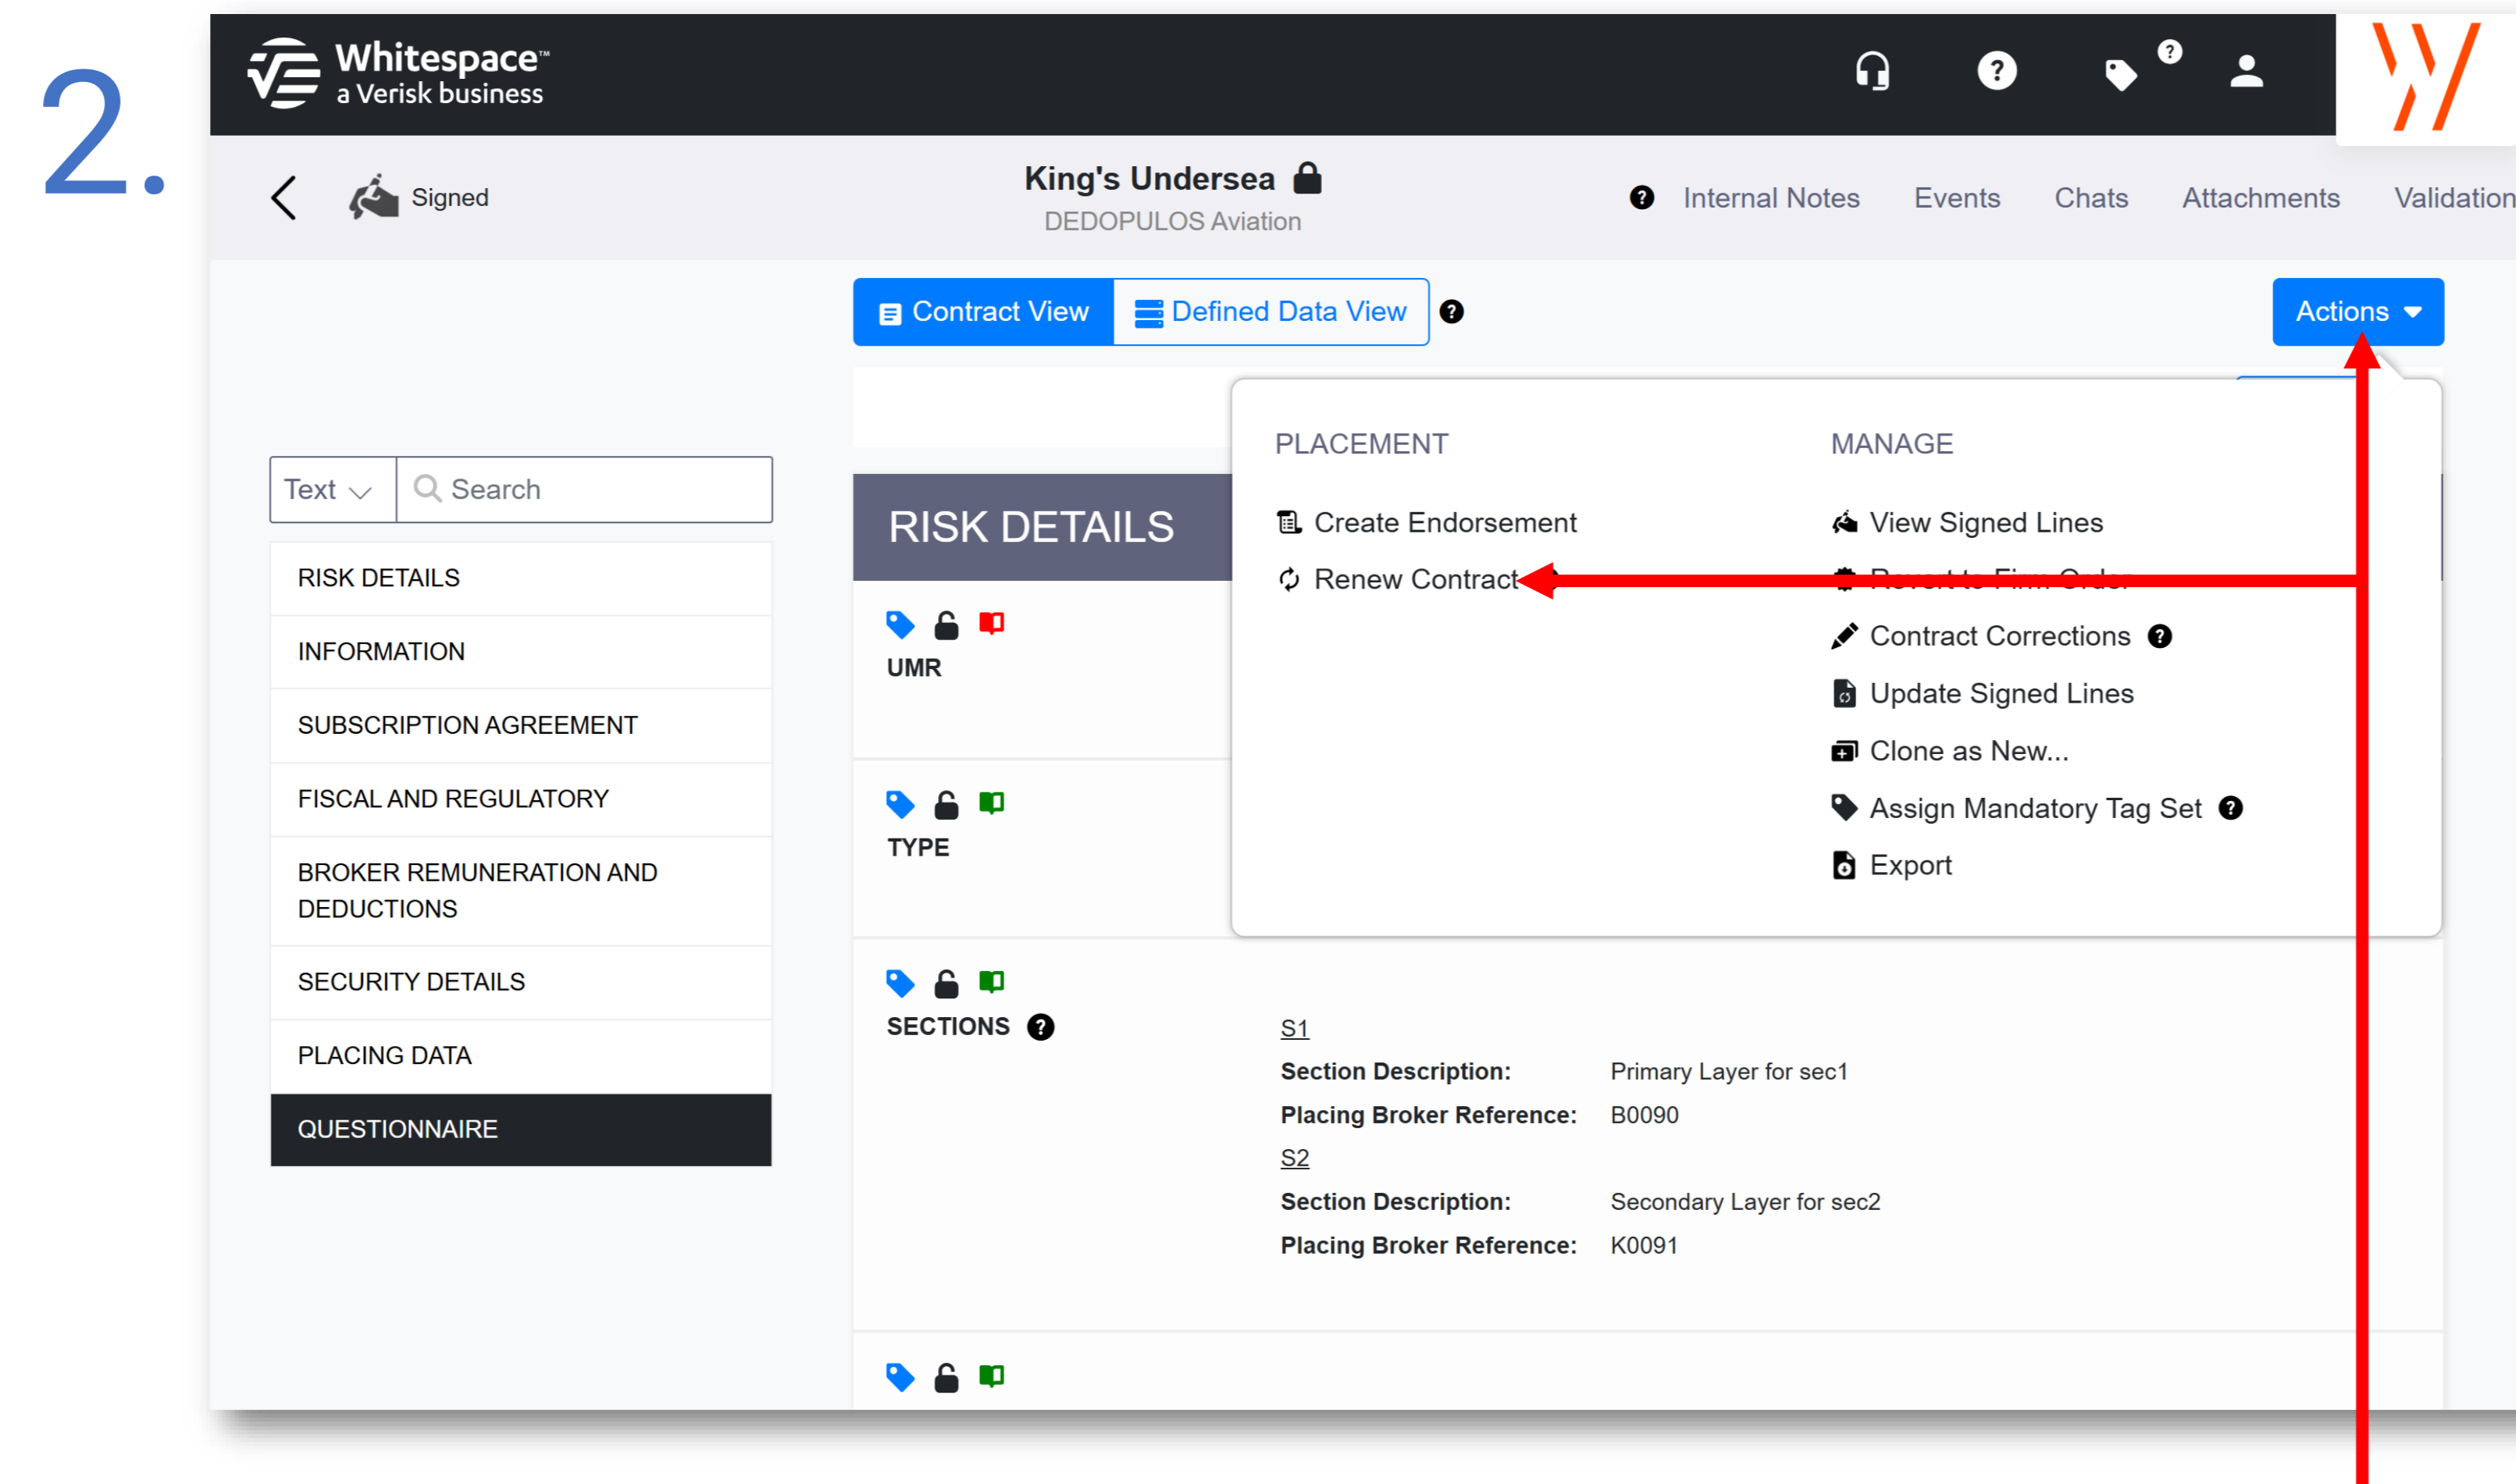 2.
Whitespace™
a Verisk business
Signed
King's Undersea
DEDOPULOS Aviation
Internal Notes Events Chats Attachments Validation
Contract View Defined Data View
Actions
PLACEMENT
Create Endorsement
Renew Contract
MANAGE
View Signed Lines
Revert to Firm Order
Contract Corrections
Update Signed Lines
Clone as New...
Assign Mandatory Tag Set
Export
Text Search
RISK DETAILS
INFORMATION
SUBSCRIPTION AGREEMENT
FISCAL AND REGULATORY
BROKER REMUNERATION AND
DEDUCTIONS
SECURITY DETAILS
PLACING DATA
QUESTIONNAIRE
RISK DETAILS
UMR
TYPE
SECTIONS
S1
Section Description: Primary Layer for sec1
Placing Broker Reference: B0090
S2
Section Description: Secondary Layer for sec2
Placing Broker Reference: K0091